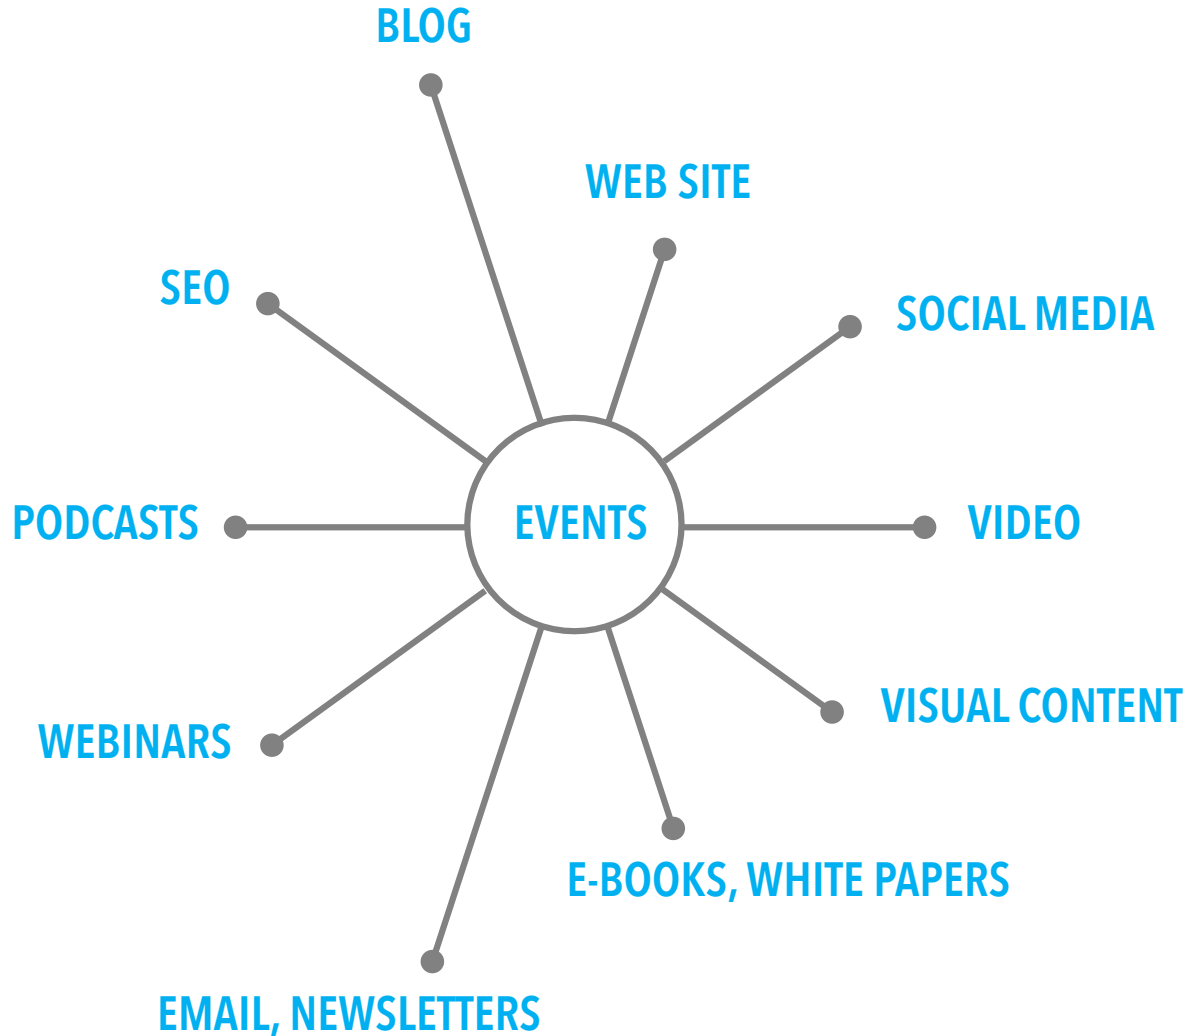 BLOG
WEB SITE
SEO
SOCIAL MEDIA
PODCASTS
EVENTS
VIDEO
VISUAL CONTENT
WEBINARS
E-BOOKS, WHITE PAPERS
EMAIL, NEWSLETTERS